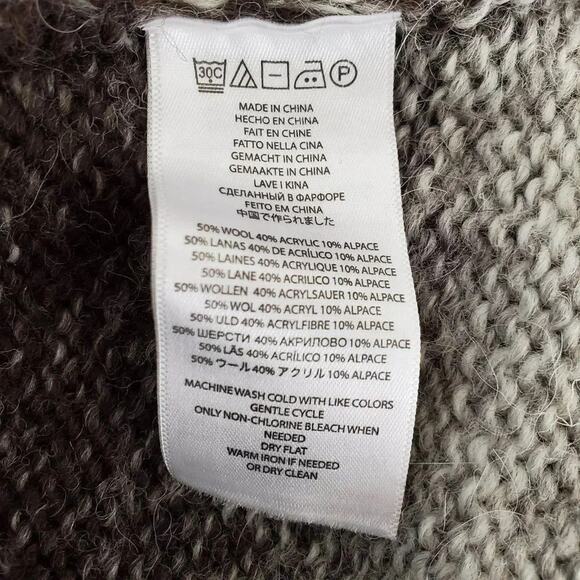 30C P
MADE IN CHINA
HECHO EN CHINA
FAIT EN CHINE
FATTO NELLA CINA
GEMACHT IN CHINA
GEMAAKTE IN CHINA
LAVE I KINA
СДЕЛАННЫЙ В ФАРФОРЕ
FEITO EM CHINA
中国で作られました
50% WOOL 40% ACRYLIC 10% ALPACE
50% LANAS 40% DE ACRÍLICO 10% ALPACE
50% LAINES 40% ACRYLIQUE 10% ALPACE
50% LANE 40% ACRILICO 10% ALPACE
50% WOLLEN 40% ACRYLSAUER 10% ALPACE
50% WOL 40% ACRYL 10% ALPACE
50% ULD 40% ACRYLFIBRE 10% ALPACE
50% ШЕРСТИ 40% АКРИЛОВО 10% ALPACE
50% LÃS 40% ACRÍLICO 10% ALPACE
50% ウール 40% アクリル 10% ALPACE
MACHINE WASH COLD WITH LIKE COLORS
GENTLE CYCLE
ONLY NON-CHLORINE BLEACH WHEN
NEEDED
DRY FLAT
WARM IRON IF NEEDED
OR DRY CLEAN